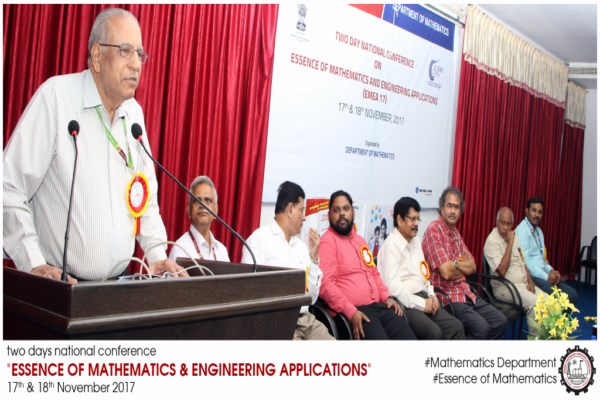 DEPARTMENT OF MATHEMATICS
TWO DAY NATIONAL CONFERENCE
ON
ESSENCE OF MATHEMATICS AND ENGINEERING APPLICATIONS
(EMEA 17)
17th & 18th NOVEMBER, 2017
Organised by
DEPARTMENT OF MATHEMATICS
two days national conference
"ESSENCE OF MATHEMATICS & ENGINEERING APPLICATIONS"
17th & 18th November 2017
#Mathematics Department
#Essence of Mathematics